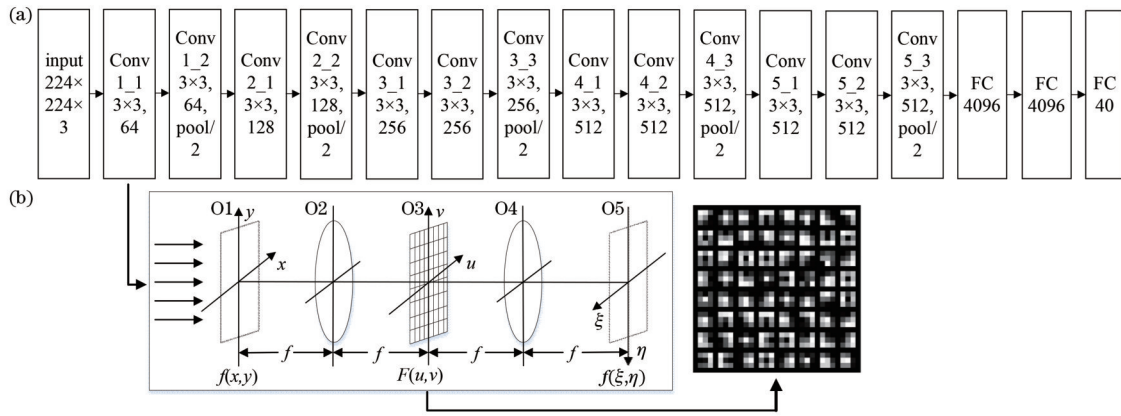 (a)
input
224×
224×
3
Conv
1_1
3×3,
64
Conv
1_2
3×3,
64,
pool/
2
Conv
2_1
3×3,
128
Conv
2_2
3×3,
128,
pool/
2
Conv
3_1
3×3,
256
Conv
3_2
3×3,
256
Conv
3_3
3×3,
256,
pool/
2
Conv
4_1
3×3,
512
Conv
4_2
3×3,
512
Conv
4_3
3×3,
512,
pool/
2
Conv
5_1
3×3,
512
Conv
5_2
3×3,
512
Conv
5_3
3×3,
512,
pool/
2
FC
4096
FC
4096
FC
40
(b)
O1 y O2 O3 v O4 O5
x u
ξ
f f f f η
f(x,y) F(u,v) f(ξ,η)